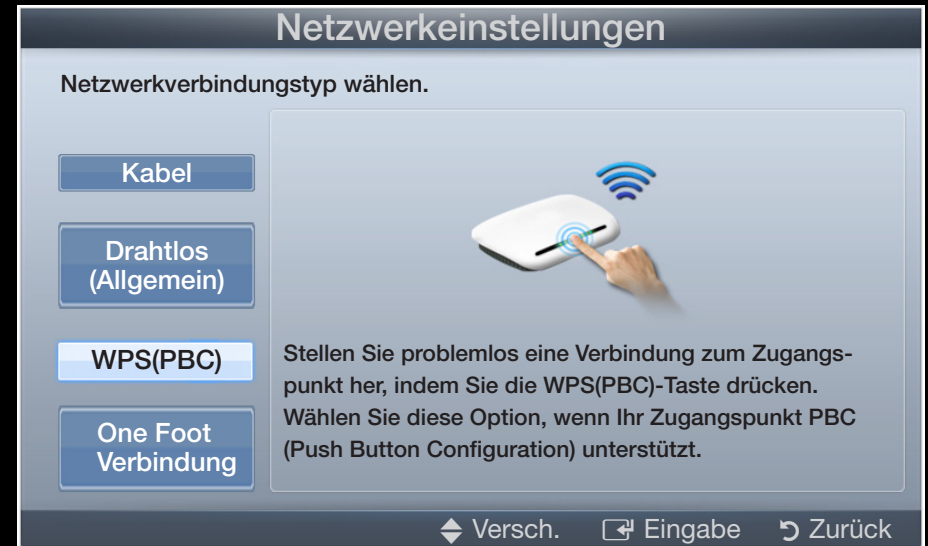 Netzwerkeinstellungen
Netzwerkverbindungstyp wählen.
Kabel
Drahtlos
(Allgemein)
WPS(PBC)
One Foot
Verbindung
Stellen Sie problemlos eine Verbindung zum Zugangs-
punkt her, indem Sie die WPS(PBC)-Taste drücken.
Wählen Sie diese Option, wenn Ihr Zugangspunkt PBC
(Push Button Configuration) unterstützt.
Versch. Eingabe Zurück